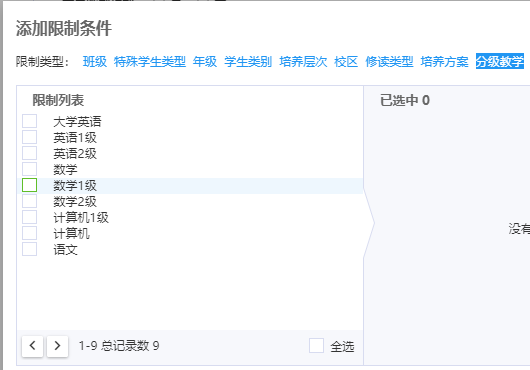 添加限制条件
限制类型： 班级 特殊学生类型 年级 学生类别 培养层次 校区 修读类型 培养方案 分级教学
限制列表
已选中 0
大学英语
英语1级
英语2级
数学
数学1级
数学2级
计算机1级
计算机
语文
没有
1-9 总记录数 9
全选